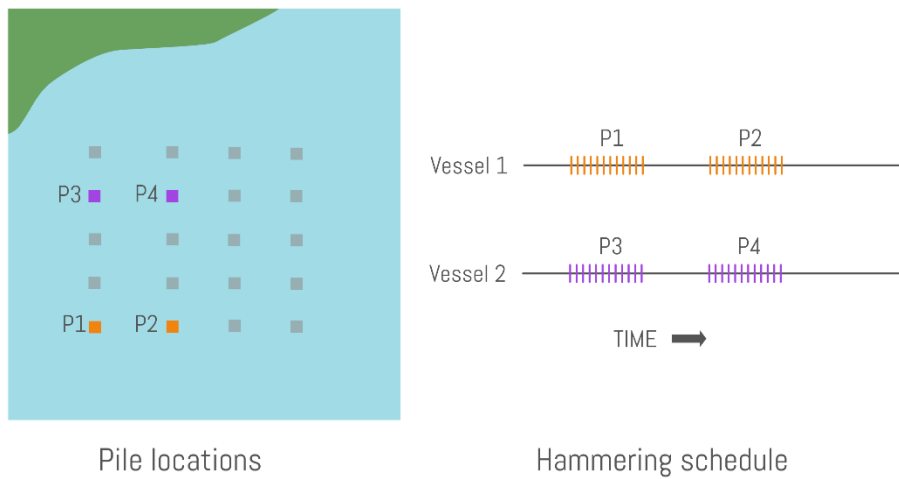 P3
P4
P1
P2
Pile locations
P1
P2
Vessel 1
P3
P4
Vessel 2
TIME
Hammering schedule